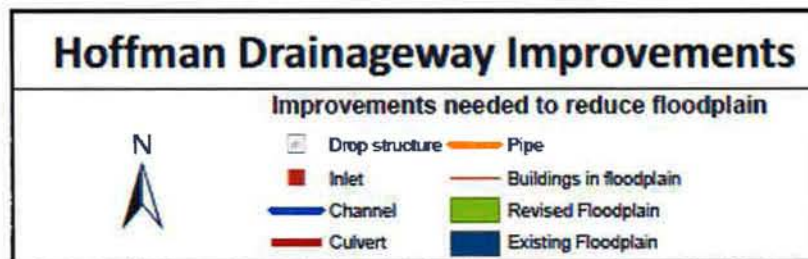 Hoffman Drainageway Improvements
Improvements needed to reduce floodplain
N
Drop structure Pipe
Inlet Buildings in floodplain
Channel Revised Floodplain
Culvert Existing Floodplain